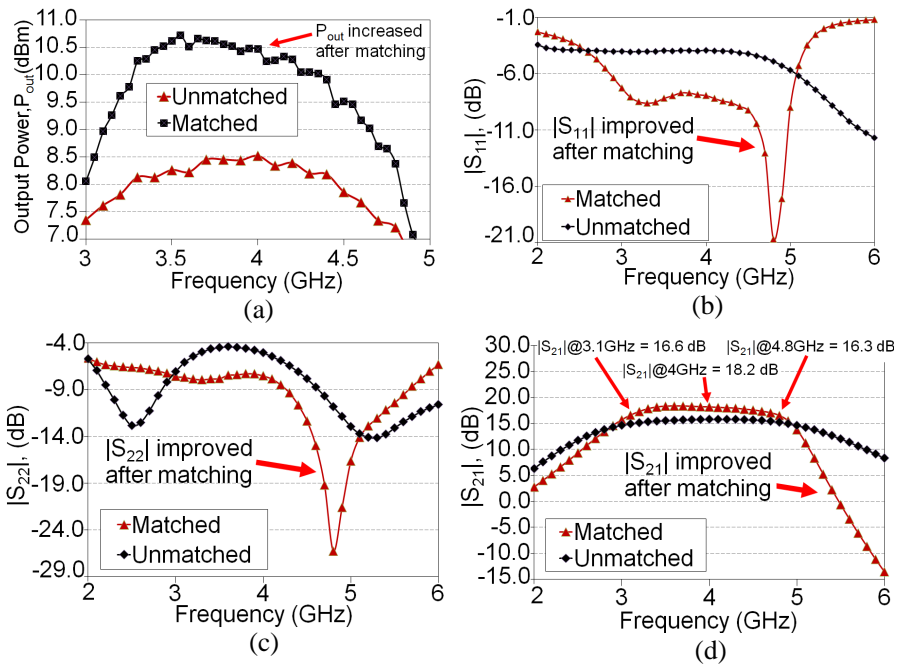 11.0
10.5
10.0
9.5
9.0
8.5
8.0
7.5
7.0
Output Power,Pout(dBm)
Pout increased
after matching
Unmatched
Matched
3
3.5
4
4.5
5
Frequency (GHz)
(a)
-1.0
-6.0
-11.0
-16.0
-21.0
|S11|, (dB)
|S11| improved
after matching
Matched
Unmatched
2
3
4
5
6
Frequency (GHz)
(b)
-4.0
-9.0
-14.0
-19.0
-24.0
-29.0
|S22|, (dB)
|S22| improved
after matching
Matched
Unmatched
2
3
4
5
6
Frequency (GHz)
(c)
30.0
25.0
20.0
15.0
10.0
5.0
0.0
-5.0
-10.0
-15.0
|S21|, (dB)
|S21|@3.1GHz = 16.6 dB
|S21|@4.8GHz = 16.3 dB
|S21|@4GHz = 18.2 dB
|S21| improved
after matching
Matched
Unmatched
2
3
4
5
6
Frequency (GHz)
(d)